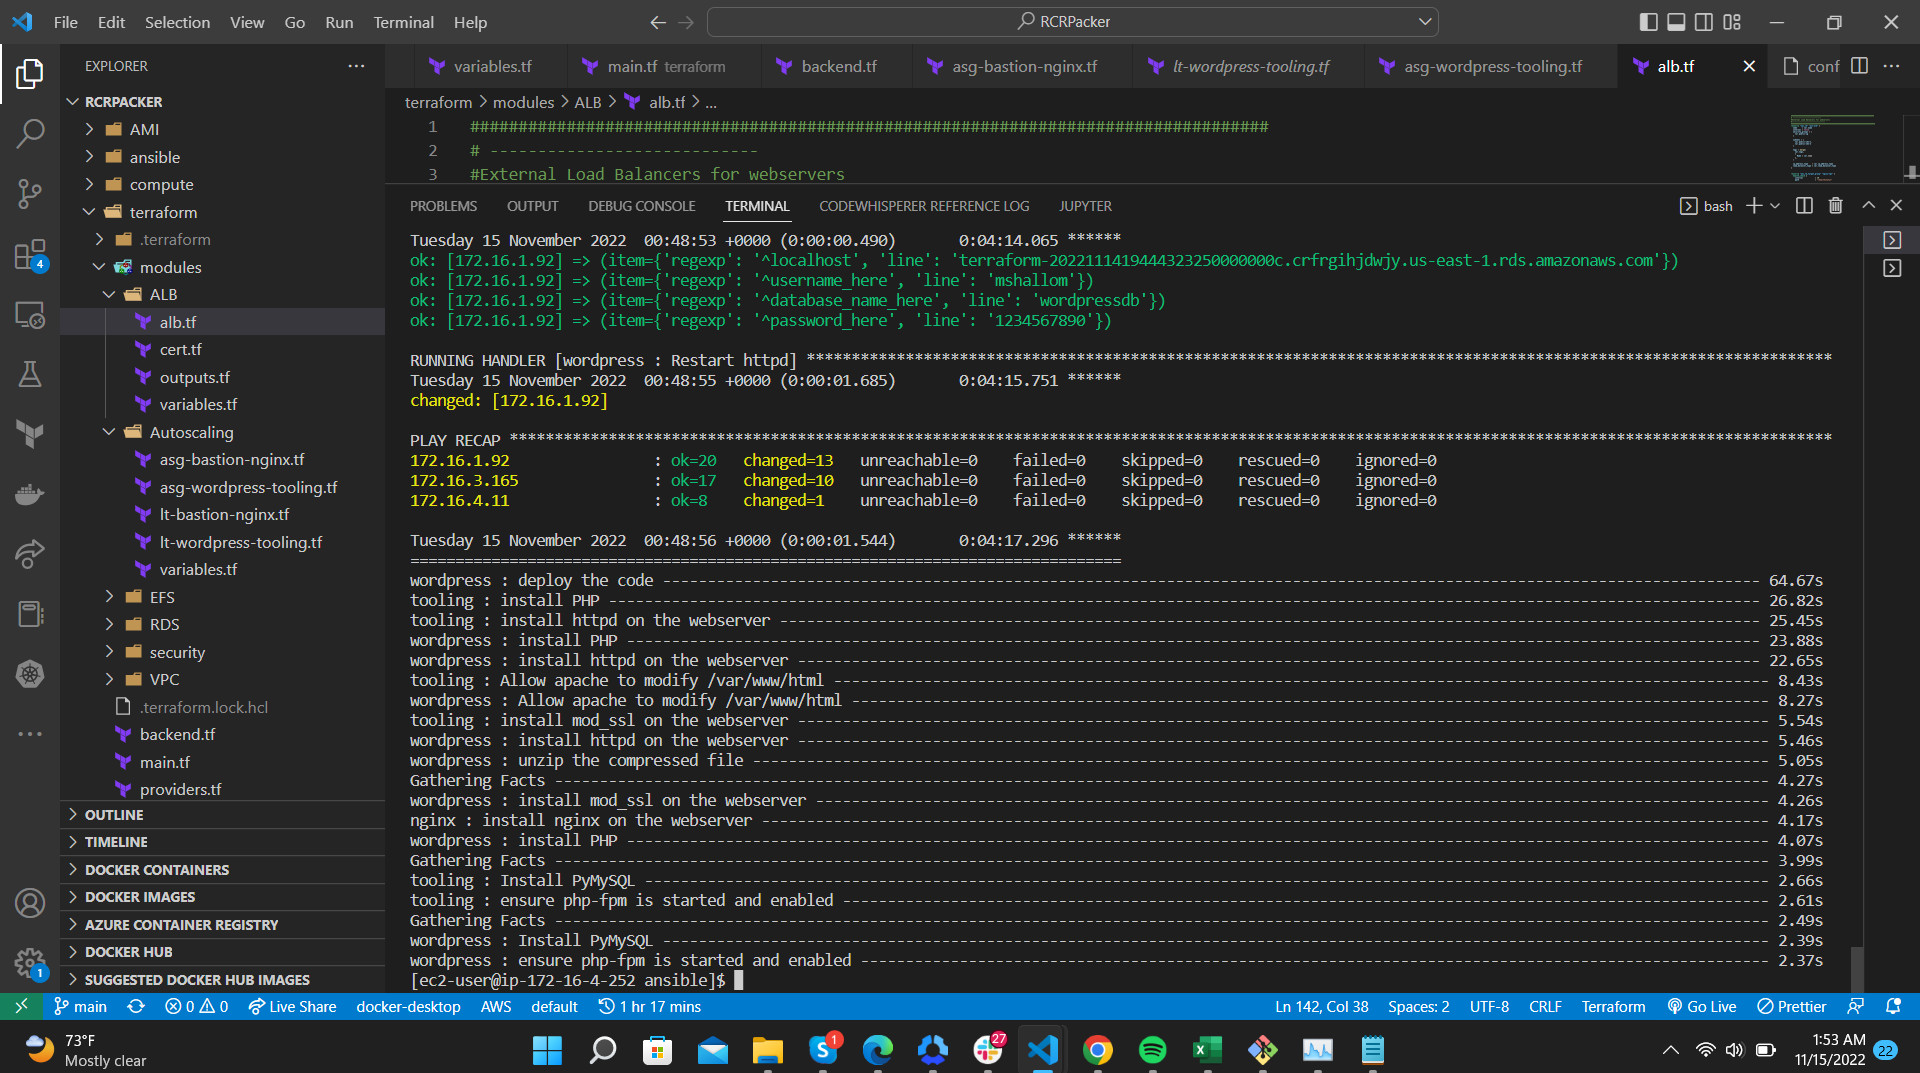 File Edit Selection View Go Run Terminal Help
RCRPacker
EXPLORER
variables.tf
main.tf terraform
backend.tf
asg-bastion-nginx.tf
lt-wordpress-tooling.tf
asg-wordpress-tooling.tf
alb.tf
conf
terraform > modules > ALB > alb.tf > ...
1 ###################################################################################
2 # ----------------------------
3 #External Load Balancers for webservers
RCRPACKER
AMI
ansible
compute
terraform
.terraform
modules
ALB
alb.tf
cert.tf
outputs.tf
variables.tf
Autoscaling
asg-bastion-nginx.tf
asg-wordpress-tooling.tf
lt-bastion-nginx.tf
lt-wordpress-tooling.tf
variables.tf
EFS
RDS
security
VPC
.terraform.lock.hcl
backend.tf
main.tf
providers.tf
OUTLINE
TIMELINE
DOCKER CONTAINERS
DOCKER IMAGES
AZURE CONTAINER REGISTRY
DOCKER HUB
SUGGESTED DOCKER HUB IMAGES
4
1
PROBLEMS OUTPUT DEBUG CONSOLE TERMINAL CODEWHISPERER REFERENCE LOG JUPYTER
bash
Tuesday 15 November 2022 00:48:53 +0000 (0:00:00.490) 0:04:14.065 ******
ok: [172.16.1.92] => (item={'regexp': '^localhost', 'line': 'terraform-20221114194443232500000000c.crfrgihjdwjy.us-east-1.rds.amazonaws.com'})
ok: [172.16.1.92] => (item={'regexp': '^username_here', 'line': 'mshallom'})
ok: [172.16.1.92] => (item={'regexp': '^database_name_here', 'line': 'wordpressdb'})
ok: [172.16.1.92] => (item={'regexp': '^password_here', 'line': '1234567890'})
RUNNING HANDLER [wordpress : Restart httpd] ******************************************************************************************************************
Tuesday 15 November 2022 00:48:55 +0000 (0:00:01.685) 0:04:15.751 ******
changed: [172.16.1.92]
PLAY RECAP ***************************************************************************************************************************************************
172.16.1.92 : ok=20 changed=13 unreachable=0 failed=0 skipped=0 rescued=0 ignored=0
172.16.3.165 : ok=17 changed=10 unreachable=0 failed=0 skipped=0 rescued=0 ignored=0
172.16.4.11 : ok=8 changed=1 unreachable=0 failed=0 skipped=0 rescued=0 ignored=0
Tuesday 15 November 2022 00:48:56 +0000 (0:00:01.544) 0:04:17.296 ******
===============================================================================
wordpress : deploy the code ---------- 64.67s
tooling : install PHP ---------- 26.82s
tooling : install httpd on the webserver ---------- 25.45s
wordpress : install PHP ---------- 23.88s
wordpress : install httpd on the webserver ---------- 22.65s
tooling : Allow apache to modify /var/www/html ---------- 8.43s
wordpress : Allow apache to modify /var/www/html ---------- 8.27s
tooling : install mod_ssl on the webserver ---------- 5.54s
wordpress : install httpd on the webserver ---------- 5.46s
wordpress : unzip the compressed file ---------- 5.05s
Gathering Facts ---------- 4.27s
wordpress : install mod_ssl on the webserver ---------- 4.26s
nginx : install nginx on the webserver ---------- 4.17s
wordpress : install PHP ---------- 4.07s
Gathering Facts ---------- 3.99s
tooling : Install PyMySQL ---------- 2.66s
tooling : ensure php-fpm is started and enabled ---------- 2.61s
Gathering Facts ---------- 2.49s
wordpress : Install PyMySQL ---------- 2.39s
wordpress : ensure php-fpm is started and enabled ---------- 2.37s
[ec2-user@ip-172-16-4-252 ansible]$
main 0 0 Live Share docker-desktop AWS default 1 hr 17 mins Ln 142, Col 38 Spaces: 2 UTF-8 CRLF Terraform Go Live Prettier
73°F
Mostly clear
1
27
1:53 AM
11/15/2022
22